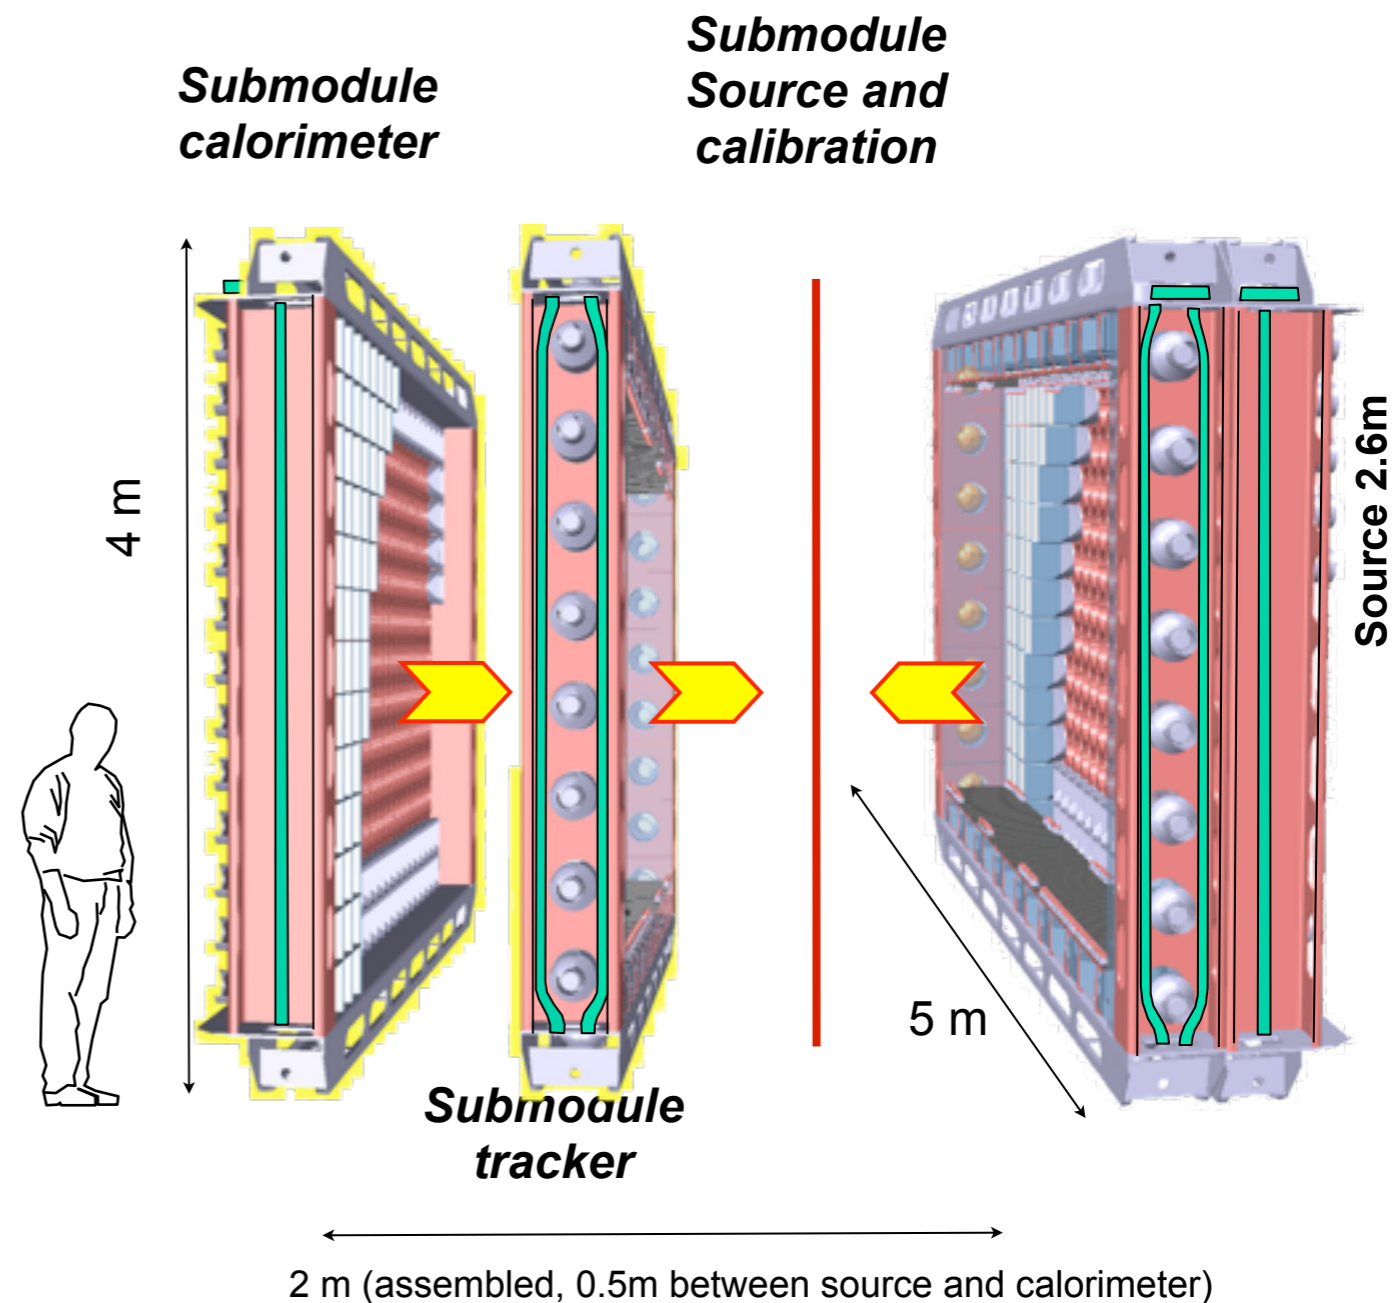 Submodule
calorimeter
Submodule
Source and
calibration
4 m
Source 2.6m
5 m
Submodule
tracker
2 m (assembled, 0.5m between source and calorimeter)